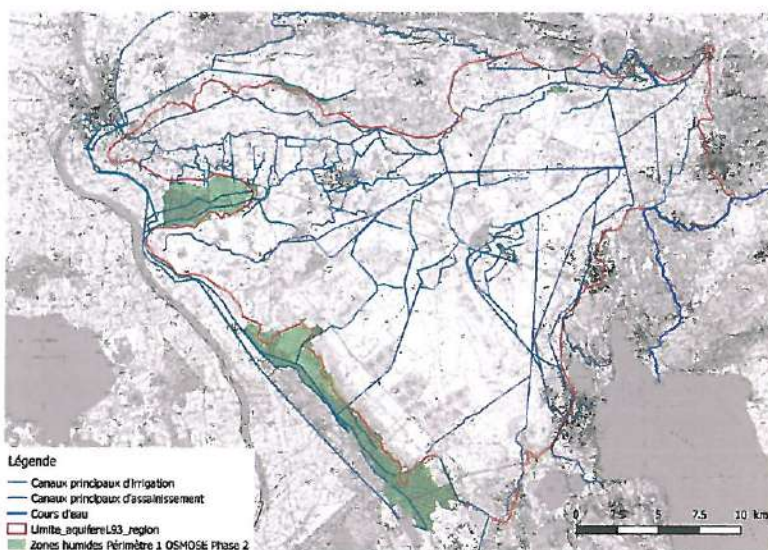 Légende
Canaux principaux d'irrigation
Canaux principaux d'assainissement
Cours d'eau
Limite_aquifereL93_region
Zones humides Périmètre 1 OSMOSE Phase 2
0 2.5 5 7.5 10 km